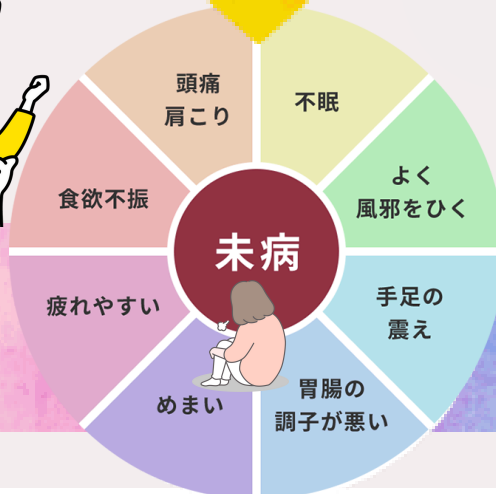 頭痛
肩こり
不眠
よく
風邪をひく
食欲不振
未病
疲れやすい
手足の
震え
めまい
胃腸の
調子が悪い